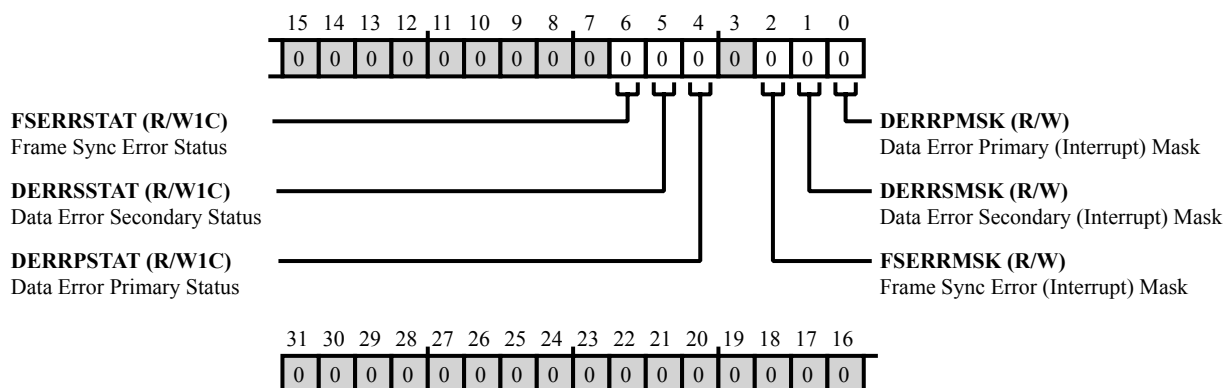 15 14 13 12 11 10 9 8 7 6 5 4 3 2 1 0
0 0 0 0 0 0 0 0 0 0 0 0 0 0 0 0
FSERRSTAT (R/W1C)
Frame Sync Error Status
DERRSSTAT (R/W1C)
Data Error Secondary Status
DERRPSTAT (R/W1C)
Data Error Primary Status
DERRPMSK (R/W)
Data Error Primary (Interrupt) Mask
DERRSMSK (R/W)
Data Error Secondary (Interrupt) Mask
FSERRMSK (R/W)
Frame Sync Error (Interrupt) Mask
31 30 29 28 27 26 25 24 23 22 21 20 19 18 17 16
0 0 0 0 0 0 0 0 0 0 0 0 0 0 0 0